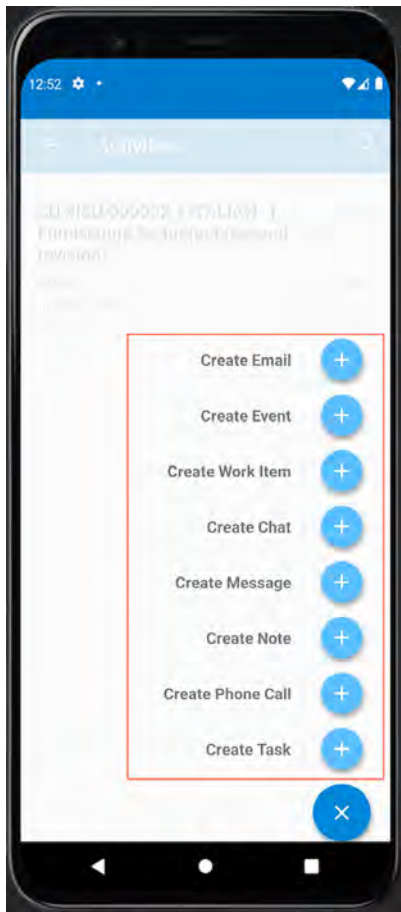 12:52
Activities
Create Email
Create Event
Create Work Item
Create Chat
Create Message
Create Note
Create Phone Call
Create Task